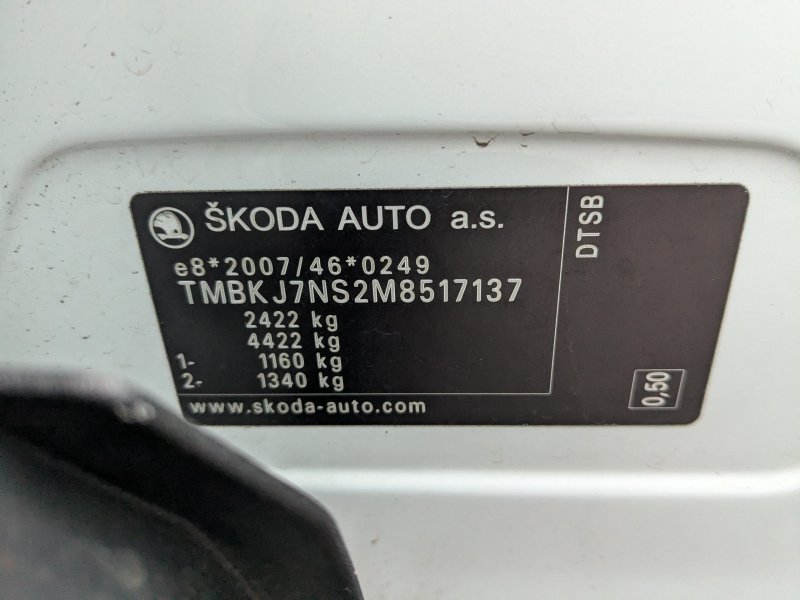 ŠKODA AUTO a.s.
e8*2007/46*0249
TMBKJ7NS2M8517137
2422 kg
4422 kg
1- 1160 kg
2- 1340 kg
www.skoda-auto.com
DTSB
0,50